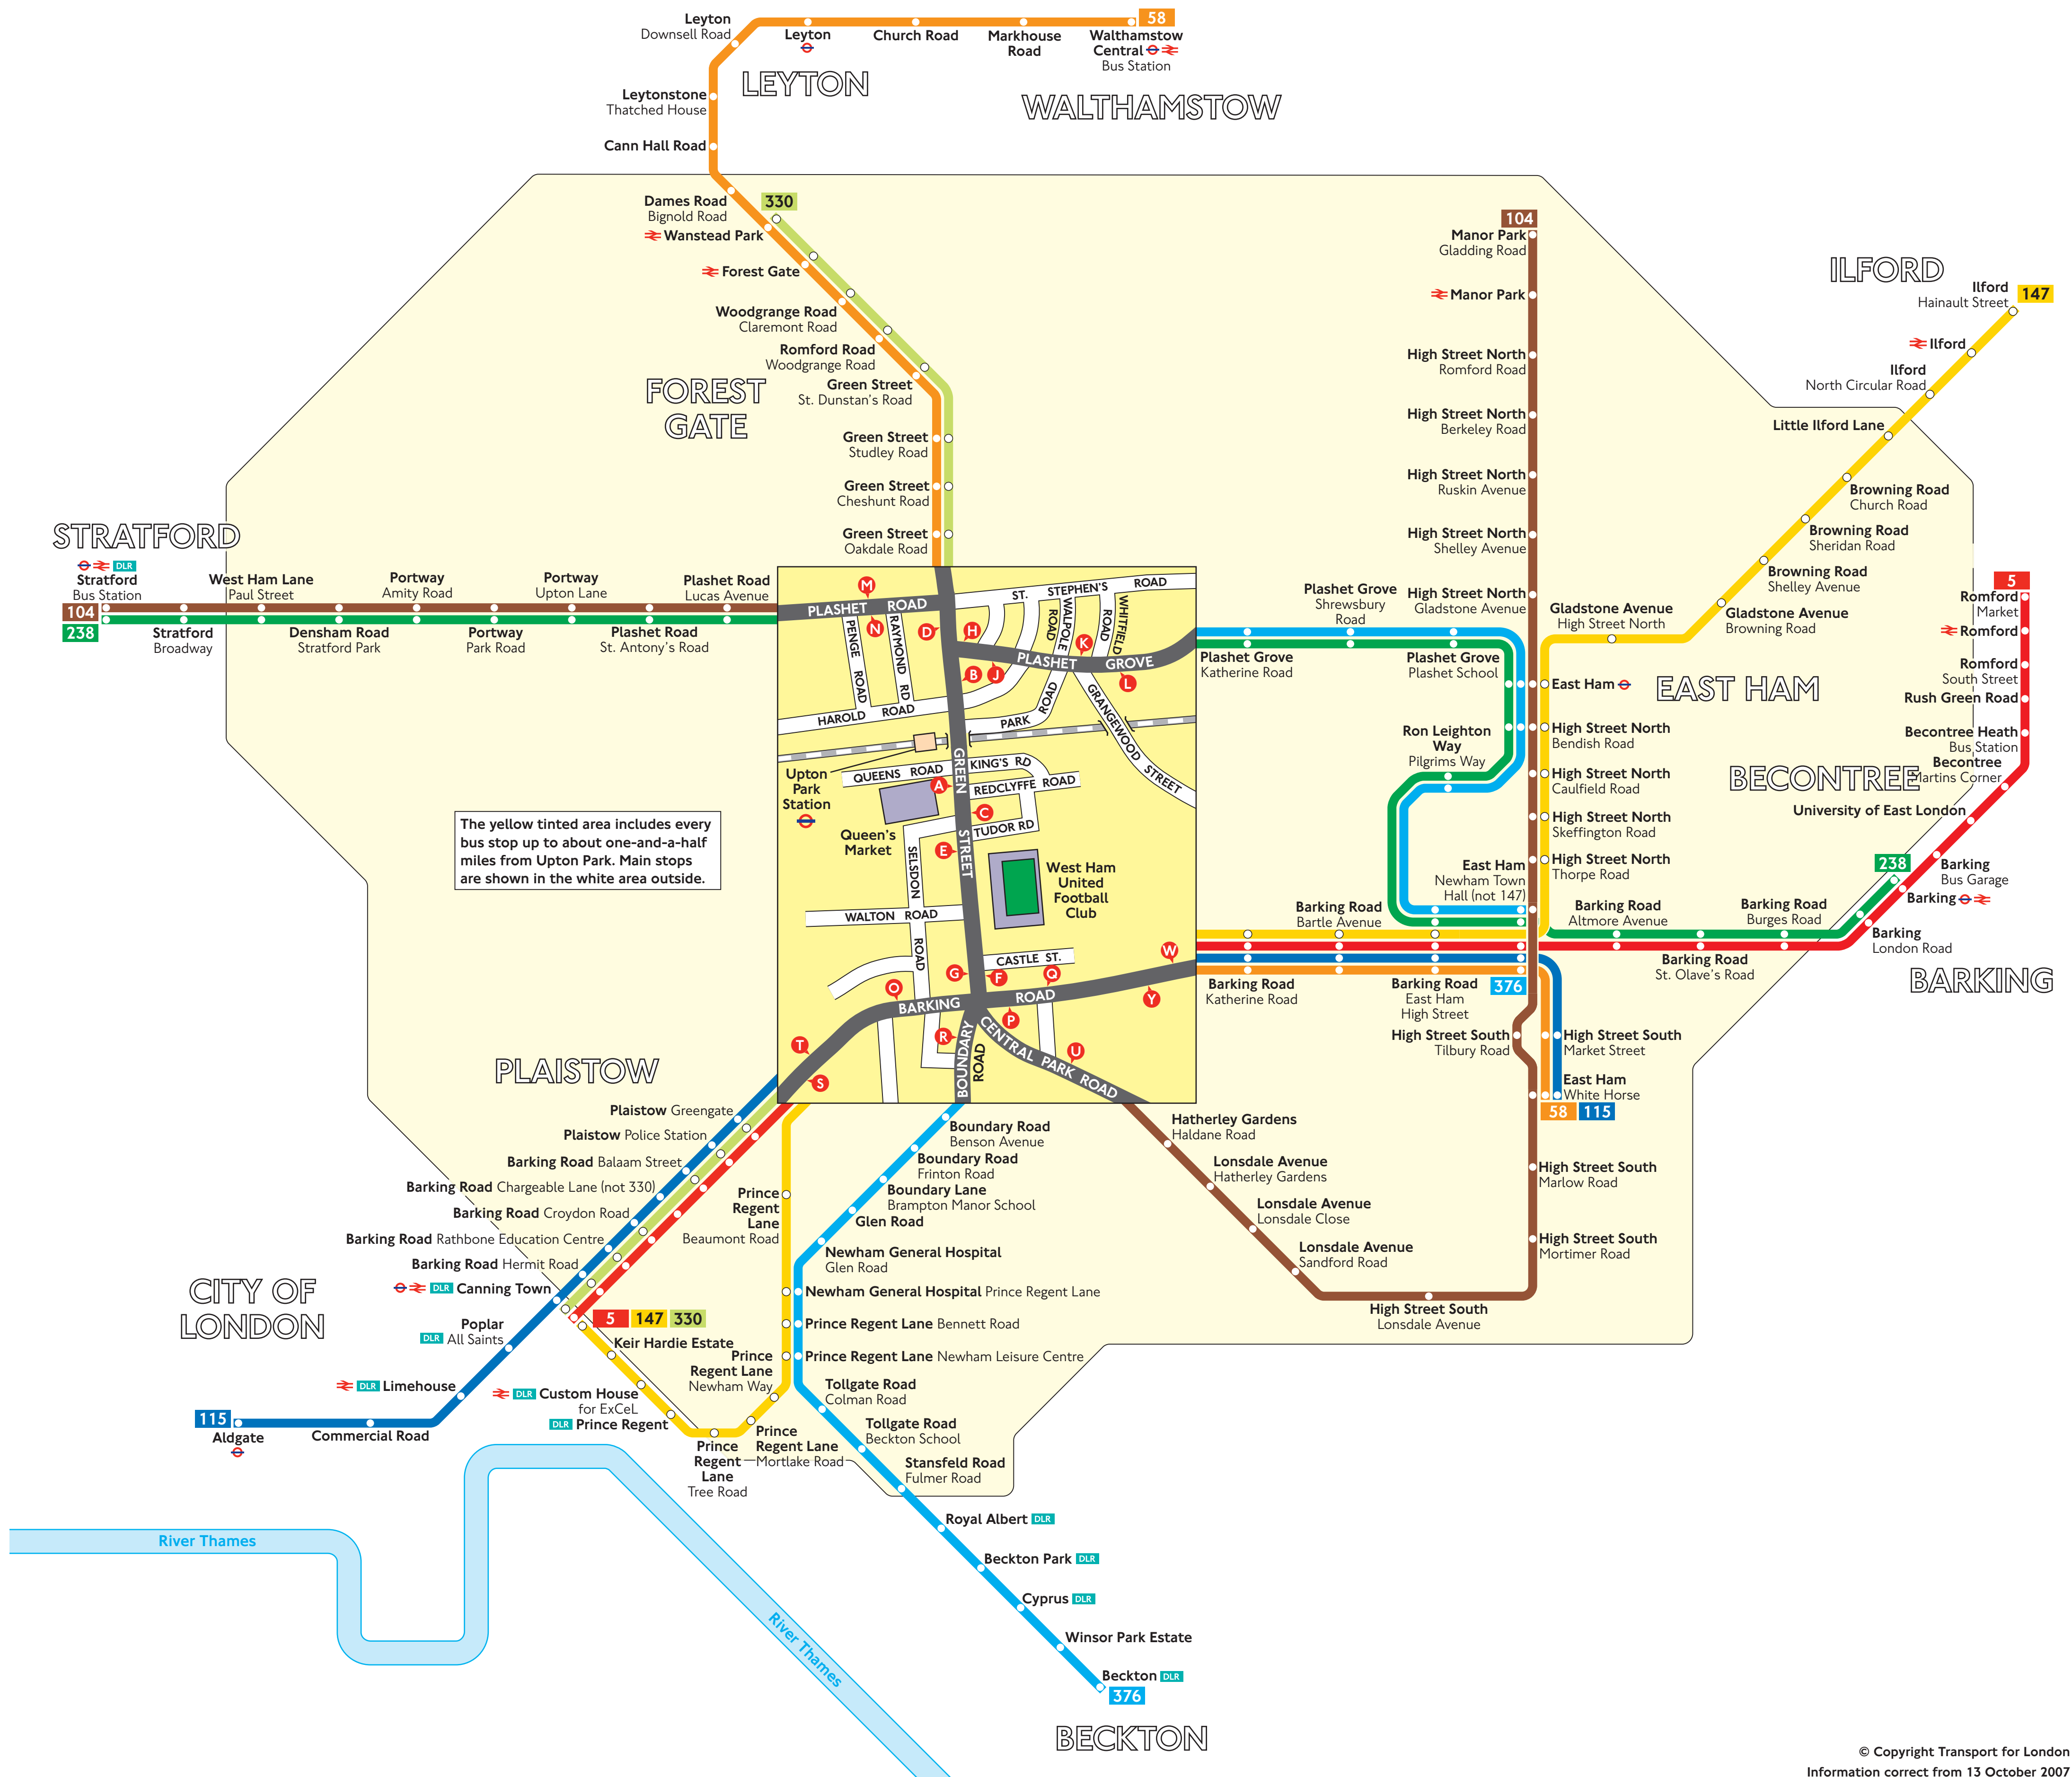 58
Leyton
Downsell Road
Leyton
Church Road
Markhouse
Road
Walthamstow
Central
Bus Station
LEYTON
WALTHAMSTOW
Leytonstone
Thatched House
Cann Hall Road
Dames Road
Bignold Road
330
Wanstead Park
Forest Gate
Woodgrange Road
Claremont Road
Romford Road
Woodgrange Road
Green Street
St. Dunstan's Road
FOREST
GATE
Green Street
Studley Road
Green Street
Cheshunt Road
Green Street
Oakdale Road
104
Manor Park
Gladding Road
Manor Park
High Street North
Romford Road
High Street North
Berkeley Road
High Street North
Ruskin Avenue
High Street North
Shelley Avenue
High Street North
Gladstone Avenue
ILFORD
Ilford
Hainault Street
147
Ilford
Ilford
North Circular Road
Little Ilford Lane
Browning Road
Church Road
Browning Road
Sheridan Road
Browning Road
Shelley Avenue
Gladstone Avenue
Browning Road
Gladstone Avenue
High Street North
STRATFORD
DLR
Stratford
Bus Station
104
238
Stratford
Broadway
West Ham Lane
Paul Street
Densham Road
Stratford Park
Portway
Amity Road
Portway
Park Road
Portway
Upton Lane
Plashet Road
St. Antony's Road
Plashet Road
Lucas Avenue
5
Romford
Market
Romford
Romford
South Street
Rush Green Road
Becontree Heath
Bus Station
Becontree
Martins Corner
BECONTREE
University of East London
238
Barking
Bus Garage
Barking
Barking
London Road
BARKING
Plashet Grove
Shrewsbury
Road
Plashet Grove
Katherine Road
Plashet Grove
Plashet School
East Ham
EAST HAM
Ron Leighton
Way
Pilgrims Way
High Street North
Bendish Road
High Street North
Caulfield Road
High Street North
Skeffington Road
High Street North
Thorpe Road
East Ham
Newham Town
Hall (not 147)
Barking Road
Bartle Avenue
Barking Road
Altmore Avenue
Barking Road
Burges Road
Barking Road
St. Olave's Road
Barking Road
Katherine Road
Barking Road
East Ham
High Street
376
High Street South
Tilbury Road
High Street South
Market Street
East Ham
White Horse
58
115
High Street South
Marlow Road
High Street South
Mortimer Road
High Street South
Lonsdale Avenue
The yellow tinted area includes every
bus stop up to about one-and-a-half
miles from Upton Park. Main stops
are shown in the white area outside.
M
PLASHET ROAD
ST. STEPHEN'S ROAD
N
D
H
PENGE ROAD
RAYMOND RD
WALPOLE ROAD
WHITFIELD ROAD
K
PLASHET GROVE
B
J
L
HAROLD ROAD
PARK ROAD
GRANGEWOOD STREET
Upton
Park
Station
QUEENS ROAD
KING'S RD
REDCLYFFE ROAD
A
C
GREEN STREET
Queen's
Market
TUDOR RD
E
SELSDON ROAD
West Ham
United
Football
Club
WALTON ROAD
CASTLE ST.
W
G
F
Q
O
BARKING ROAD
Y
P
R
BOUNDARY ROAD
CENTRAL PARK ROAD
U
T
S
PLAISTOW
Plaistow Greengate
Plaistow Police Station
Barking Road Balaam Street
Barking Road Chargeable Lane (not 330)
Barking Road Croydon Road
Barking Road Rathbone Education Centre
Barking Road Hermit Road
DLR Canning Town
CITY OF
LONDON
5
147
330
Poplar
DLR All Saints
DLR Limehouse
115
Aldgate
Commercial Road
Keir Hardie Estate
DLR Custom House
for ExCeL
DLR Prince Regent
Prince
Regent
Lane
Tree Road
Prince
Regent Lane
Mortlake Road
Prince
Regent Lane
Newham Way
Prince
Regent
Lane
Beaumont Road
Boundary Road
Benson Avenue
Boundary Road
Frinton Road
Boundary Lane
Brampton Manor School
Glen Road
Newham General Hospital
Glen Road
Newham General Hospital Prince Regent Lane
Prince Regent Lane Bennett Road
Prince Regent Lane Newham Leisure Centre
Tollgate Road
Colman Road
Tollgate Road
Beckton School
Stansfeld Road
Fulmer Road
Royal Albert DLR
Beckton Park DLR
Cyprus DLR
Winsor Park Estate
Beckton DLR
376
BECKTON
Hatherley Gardens
Haldane Road
Lonsdale Avenue
Hatherley Gardens
Lonsdale Avenue
Lonsdale Close
Lonsdale Avenue
Sandford Road
River Thames
River Thames
© Copyright Transport for London
Information correct from 13 October 2007